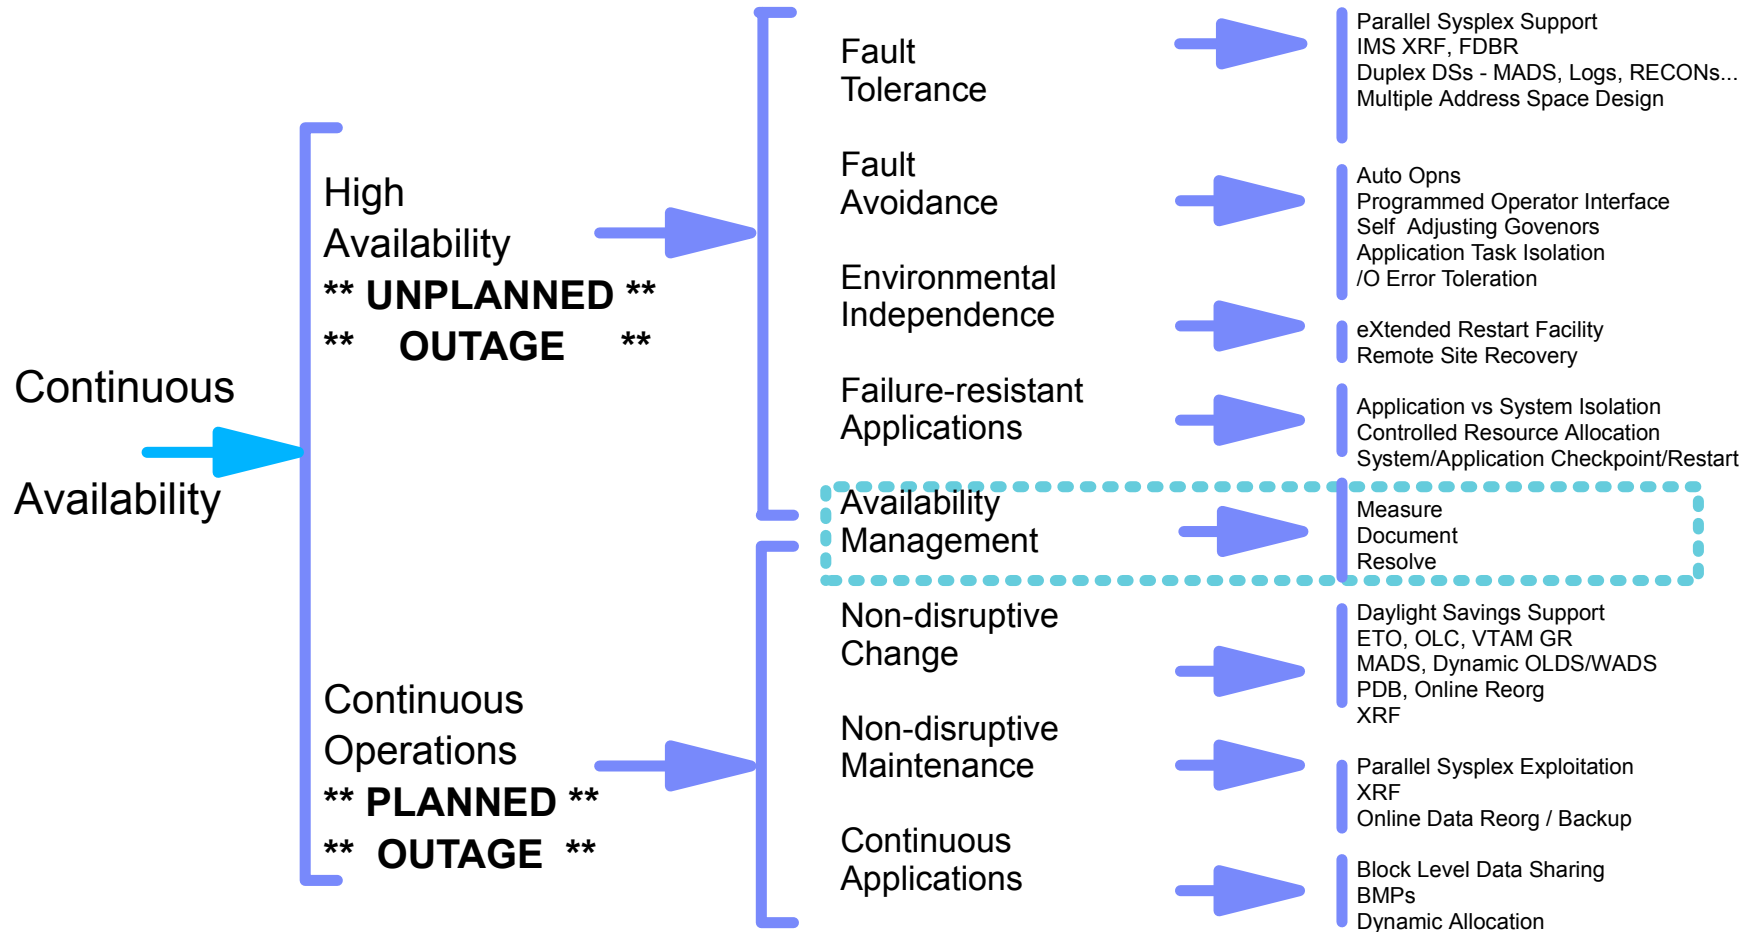 Continuous
Availability
High
Availability
** UNPLANNED **
** OUTAGE **
Continuous
Operations
** PLANNED **
** OUTAGE **
Fault
Tolerance
Parallel Sysplex Support
IMS XRF, FDBR
Duplex DSs - MADS, Logs, RECONs...
Multiple Address Space Design
Fault
Avoidance
Auto Opns
Programmed Operator Interface
Self Adjusting Govenors
Application Task Isolation
/O Error Toleration
Environmental
Independence
eXtended Restart Facility
Remote Site Recovery
Failure-resistant
Applications
Application vs System Isolation
Controlled Resource Allocation
System/Application Checkpoint/Restart
Availability
Management
Measure
Document
Resolve
Non-disruptive
Change
Daylight Savings Support
ETO, OLC, VTAM GR
MADS, Dynamic OLDS/WADS
PDB, Online Reorg
XRF
Non-disruptive
Maintenance
Parallel Sysplex Exploitation
XRF
Online Data Reorg / Backup
Continuous
Applications
Block Level Data Sharing
BMPs
Dynamic Allocation